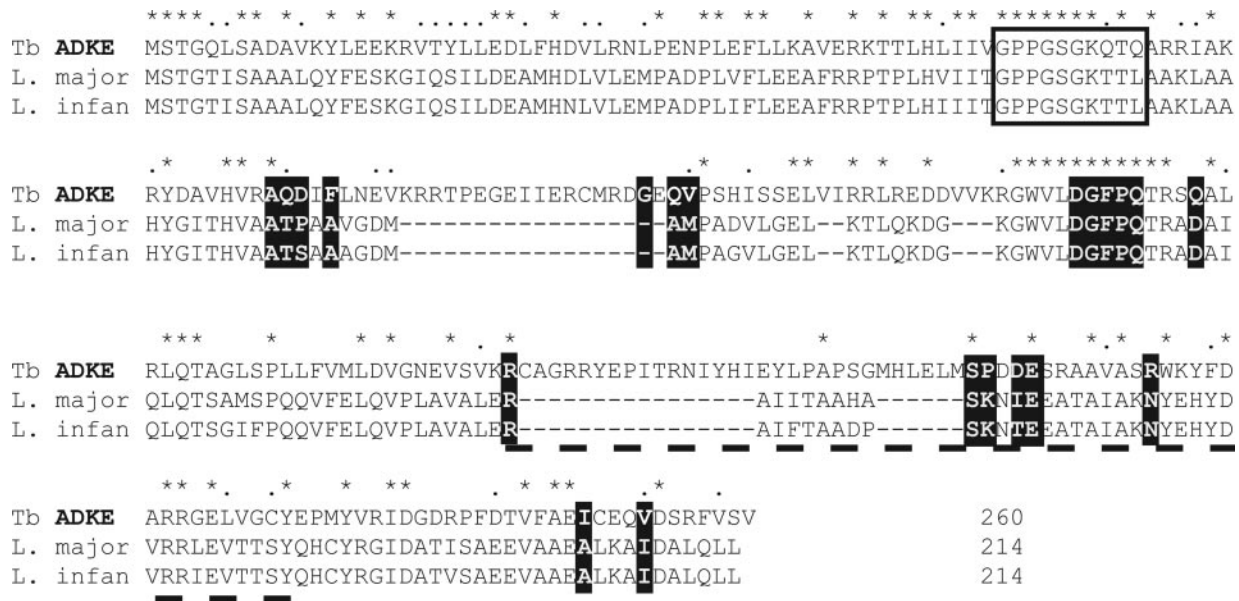 **** .** *. * * * .....**. * .. * ** ** . * ** * *.** *******.* * .. *
Tb ADKE MSTGQLSADAVKYLEEKRVTYLLEDLFHDVLRNLPENPLEFLLKAVERKTTLHLIIVGPPGSGKQTQARRIAK
L. major MSTGTISAAALQYFESKGIQSILDEAMHDLVLEMPADPLVFLEEAFRRPTPLHVIITGPPGSGKTTLAAKLAA
L. infan MSTGTISAAALQYFESKGIQSILDEAMHNLVLEMPADPLIFLEEAFRRPTPLHIIITGPPGSGKTTLAAKLAA
.* ** *. .. .* * ** * * *********** * .
Tb ADKE RYDAVHVRAQDIFLNEVKRRTPEGEIIERCMRDGEQVPSHISSELVIRRLREDDVVKRGWVLDGFPQTRSQAL
L. major HYGITHVAATPAAVGDM-----------------AMPADVLGEL--KTLQKDG---KGWVLDGFPQTRADAI
L. infan HYGITHVAATSAAAGDM-----------------AMPAGVLGEL--KTLQKDG---KGWVLDGFPQTRADAI
*** * * * * * * * * .* *. * . *
Tb ADKE RLQTAGLSPLLFVMLDVGNEVSVKRCAGRRYEPITRNIYHIEYLPAPSGMHLELMSPDDESRAAVASRWKYFD
L. major QLQTSAMSPQQVFELQVPLAVALER----------------AIITAAHA------SKNIEEATAIAKNYEHYD
L. infan QLQTSGIFPQQVFELQVPLAVALER----------------AIFTAADP------SKNTEEATAIAKNYEHYD
** *. .* * ** . * ** . .
Tb ADKE ARRGELVGCYEPMYVRIDGDRPFDTVFAEICEQVDSRFVSV 260
L. major VRRLEVTTSYQHCYRGIDATISAEEVAAEALKAIDALQLL 214
L. infan VRRIEVTTSYQHCYRGIDATVSAEEVAAEALKAIDALQLL 214